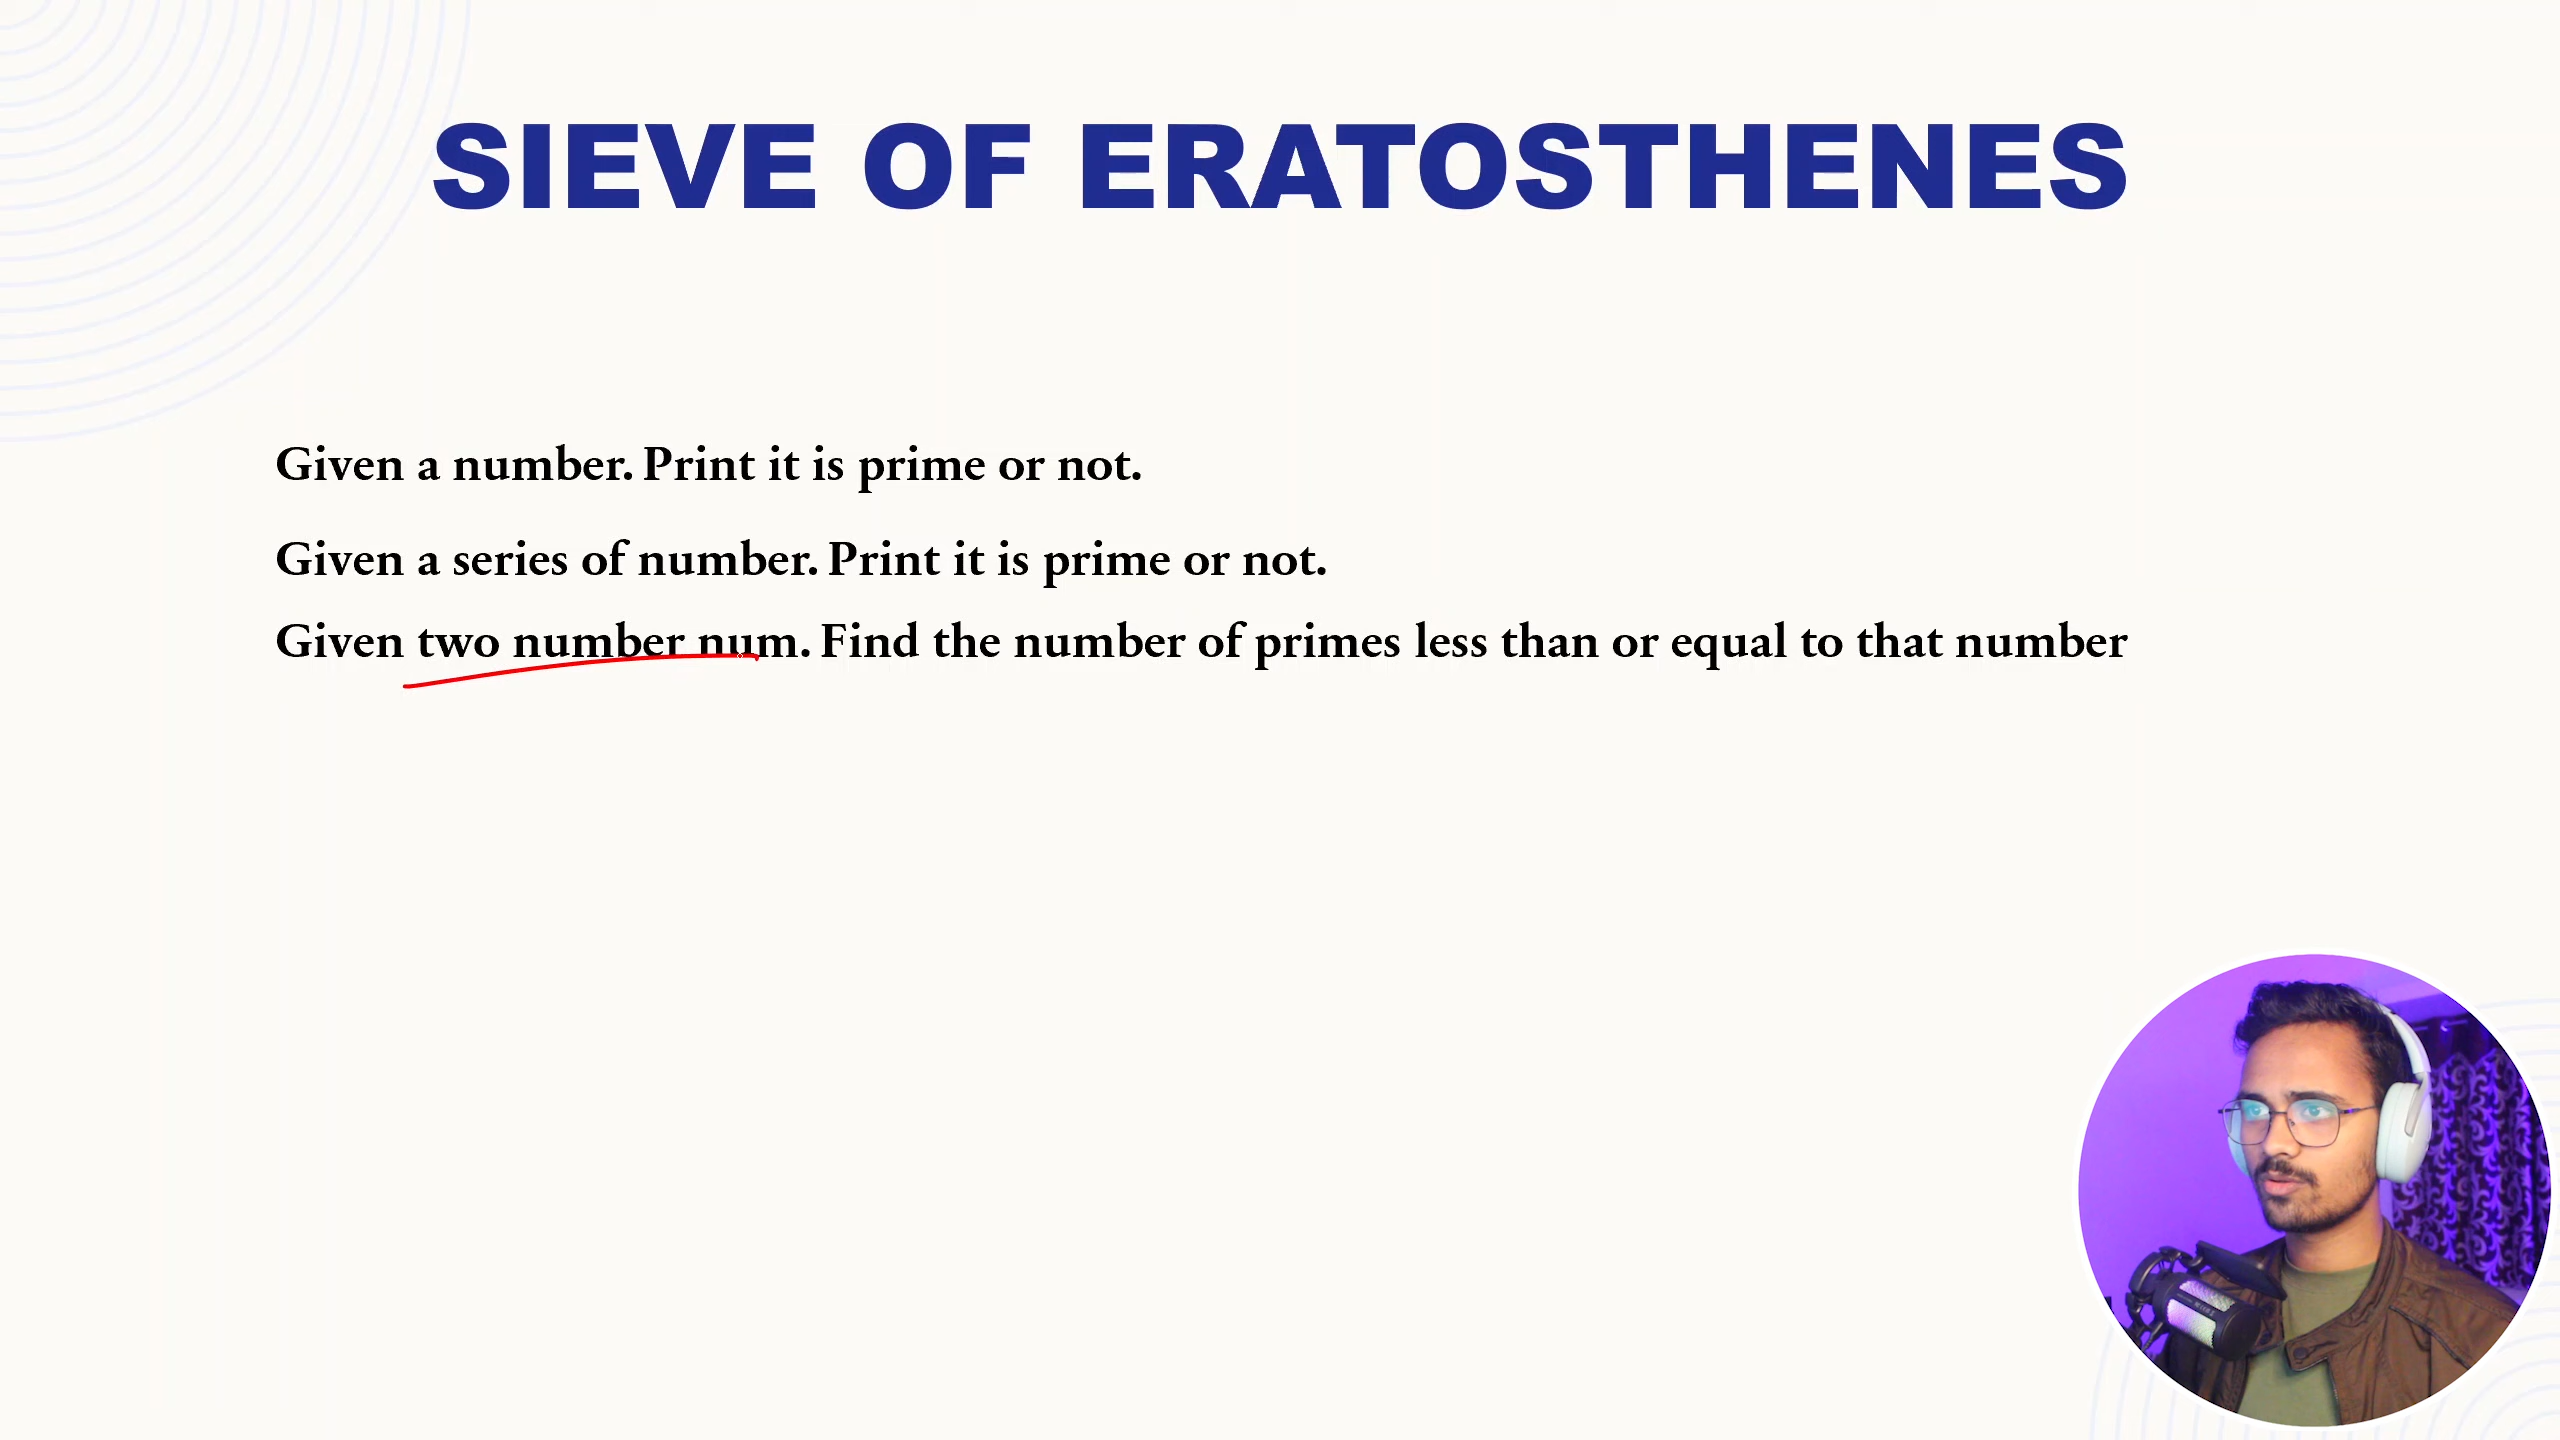 SIEVE OF ERATOSTHENES
Given a number. Print it is prime or not.
Given a series of number. Print it is prime or not.
Given two number num. Find the number of primes less than or equal to that number